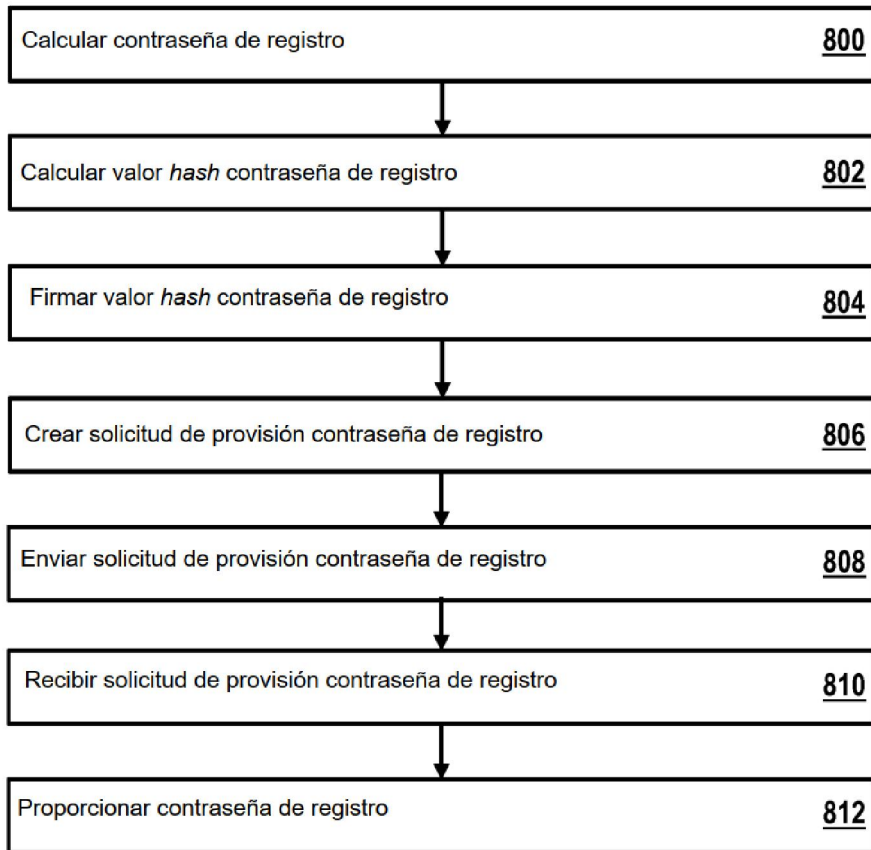 Calcular contraseña de registro 800
Calcular valor hash contraseña de registro 802
Firmar valor hash contraseña de registro 804
Crear solicitud de provisión contraseña de registro 806
Enviar solicitud de provisión contraseña de registro 808
Recibir solicitud de provisión contraseña de registro 810
Proporcionar contraseña de registro 812